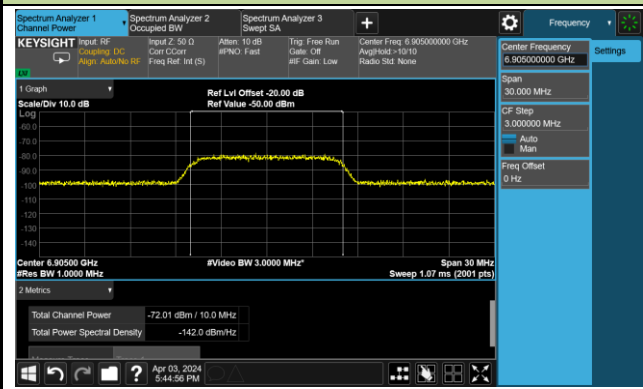 Spectrum Analyzer 1
Channel Power
Spectrum Analyzer 2
Occupied BW
Spectrum Analyzer 3
Swept SA
Frequency
KEYSIGHT
Input: RF
Coupling: DC
Align: Auto/No RF
Input Z: 50 Ω
Corr CCorr
Freq Ref: Int (S)
Atten: 10 dB
#PNO: Fast
Trig: Free Run
Gate: Off
#IF Gain: Low
Center Freq: 6.905000000 GHz
Avg|Hold:>10/10
Radio Std: None
Center Frequency
6.905000000 GHz
Settings
Span
30.000 MHz
CF Step
3.000000 MHz
Auto
Man
Freq Offset
0 Hz
1 Graph
Scale/Div 10.0 dB
Ref Lvl Offset -20.00 dB
Ref Value -50.00 dBm
Log
-60.0
-70.0
-80.0
-90.0
-100
-110
-120
-130
-140
Center 6.90500 GHz
#Video BW 3.0000 MHz*
Span 30 MHz
#Res BW 1.0000 MHz
Sweep 1.07 ms (2001 pts)
2 Metrics
Total Channel Power -72.01 dBm / 10.0 MHz
Total Power Spectral Density -142.0 dBm/Hz
Apr 03, 2024
5:44:56 PM